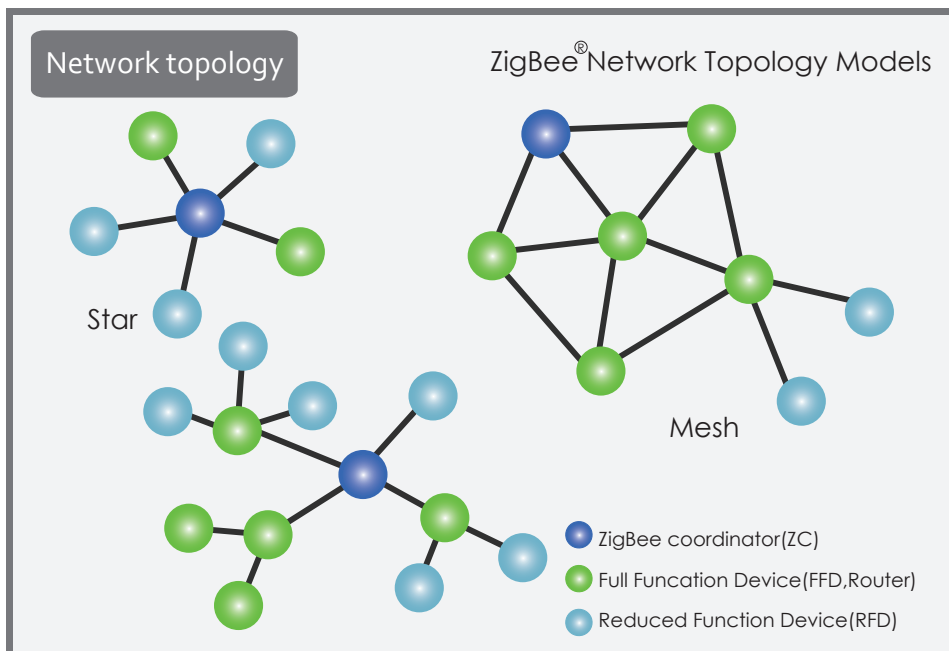 Network topology
ZigBee® Network Topology Models
Star
Mesh
ZigBee coordinator(ZC)
Full Funcation Device(FFD,Router)
Reduced Function Device(RFD)